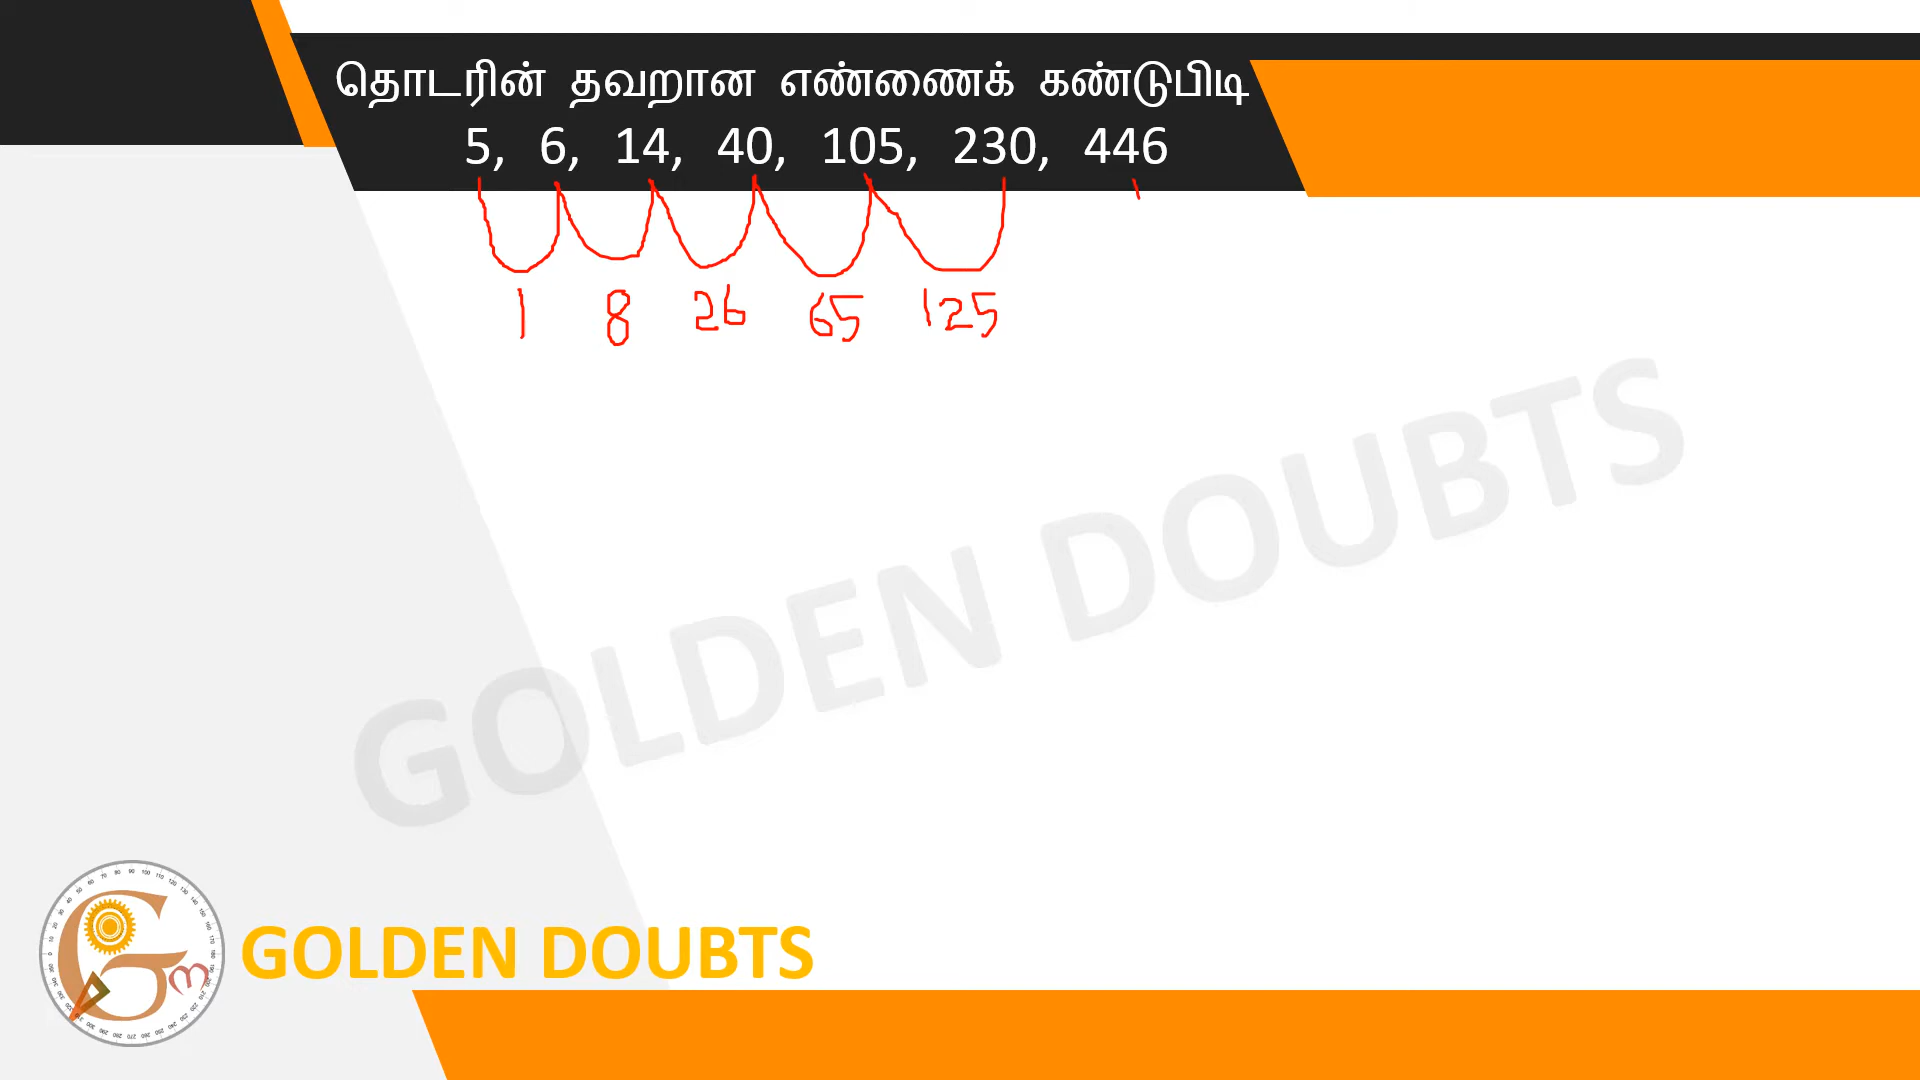 தொடரின் தவறான எண்ணைக் கண்டுபிடி
5, 6, 14, 40, 105, 230, 446
1 8 26 65 125
GOLDEN DOUBTS
GOLDEN DOUBTS